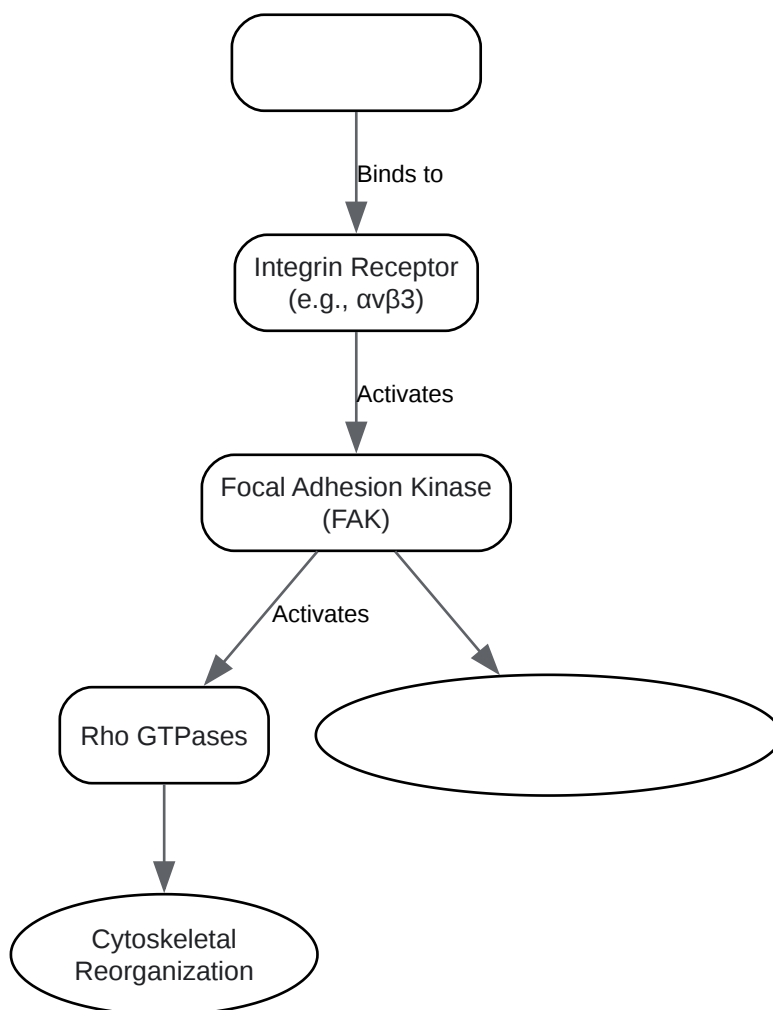 Binds to
Integrin Receptor
(e.g., αvβ3)
Activates
Focal Adhesion Kinase
(FAK)
Activates
Rho GTPases
Cytoskeletal
Reorganization